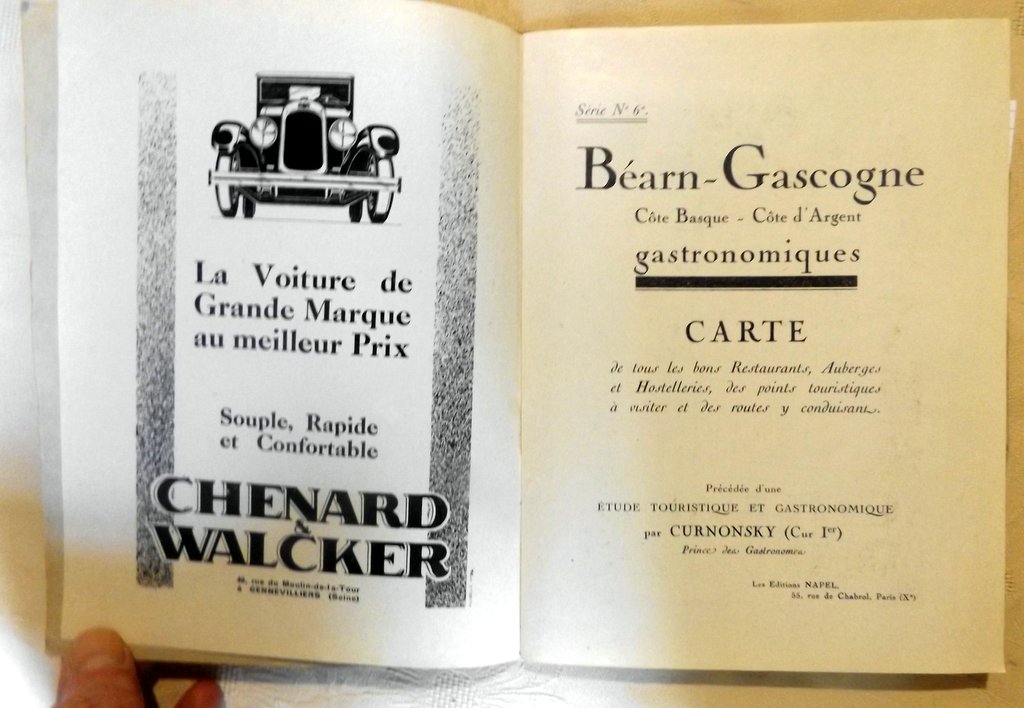 La Voiture de
Grande Marque
au meilleur Prix
Souple, Rapide
et Confortable
CHENARD
&
WALCKER
rue du Moulin-de-la-Tour
à GENNEVILLIERS (Seine)
Série Nº 6ª.
Béarn-Gascogne
Côte Basque - Côte d'Argent
gastronomiques
CARTE
de tous les bons Restaurants, Auberges
et Hostelleries, des points touristiques
à visiter et des routes y conduisant.
Précédée d'une
ÉTUDE TOURISTIQUE ET GASTRONOMIQUE
par CURNONSKY (Cur Iᵉʳ)
Prince des Gastronomes
Les Editions NAPEL,
55, rue de Chabrol, Paris (Xᵉ)